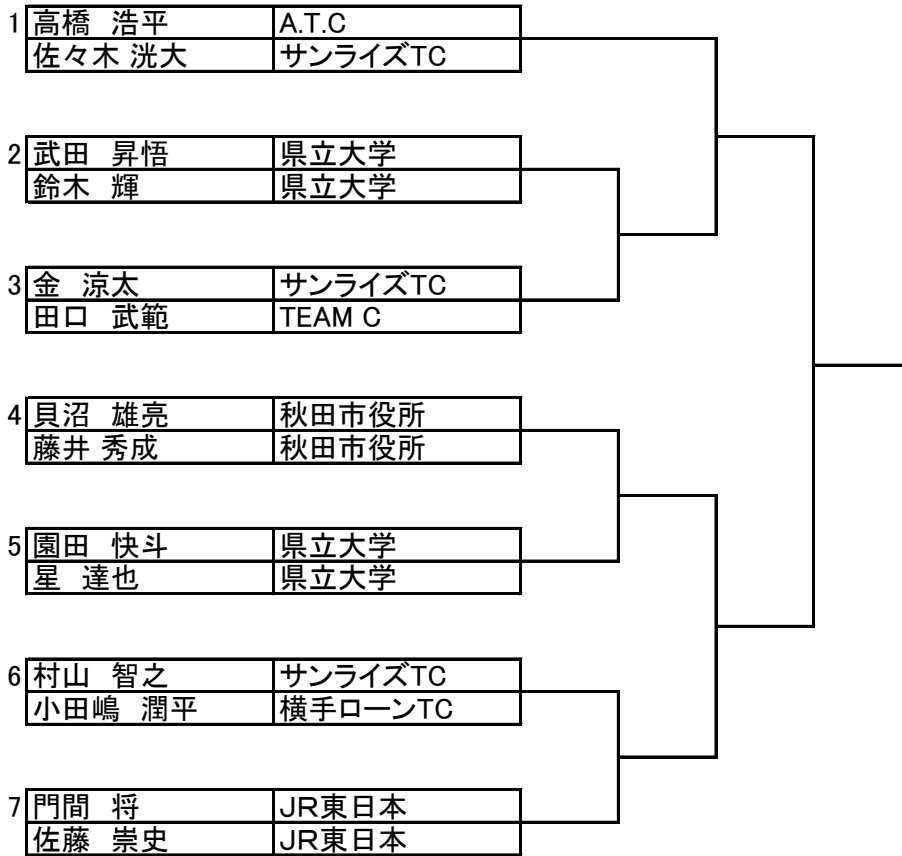 1 高橋 浩平 A.T.C
佐々木 洸大 サンライズTC
2 武田 昇悟 県立大学
鈴木 輝 県立大学
3 金 涼太 サンライズTC
田口 武範 TEAM C
4 貝沼 雄亮 秋田市役所
藤井 秀成 秋田市役所
5 園田 快斗 県立大学
星 達也 県立大学
6 村山 智之 サンライズTC
小田嶋 潤平 横手ローンTC
7 門間 将 JR東日本
佐藤 崇史 JR東日本